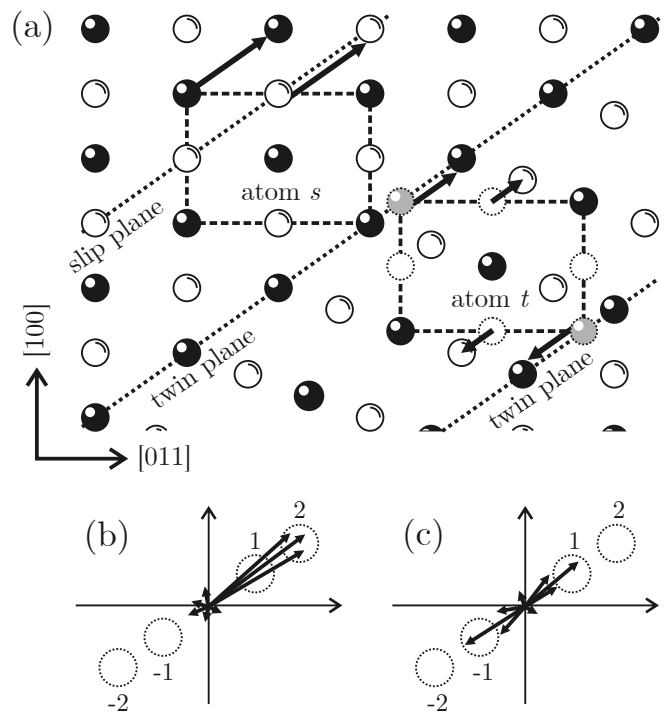 (a)
atom s
slip plane
atom t
[100]
twin plane
twin plane
[011]
(b)
2
1
-1
-2
(c)
2
1
-1
-2